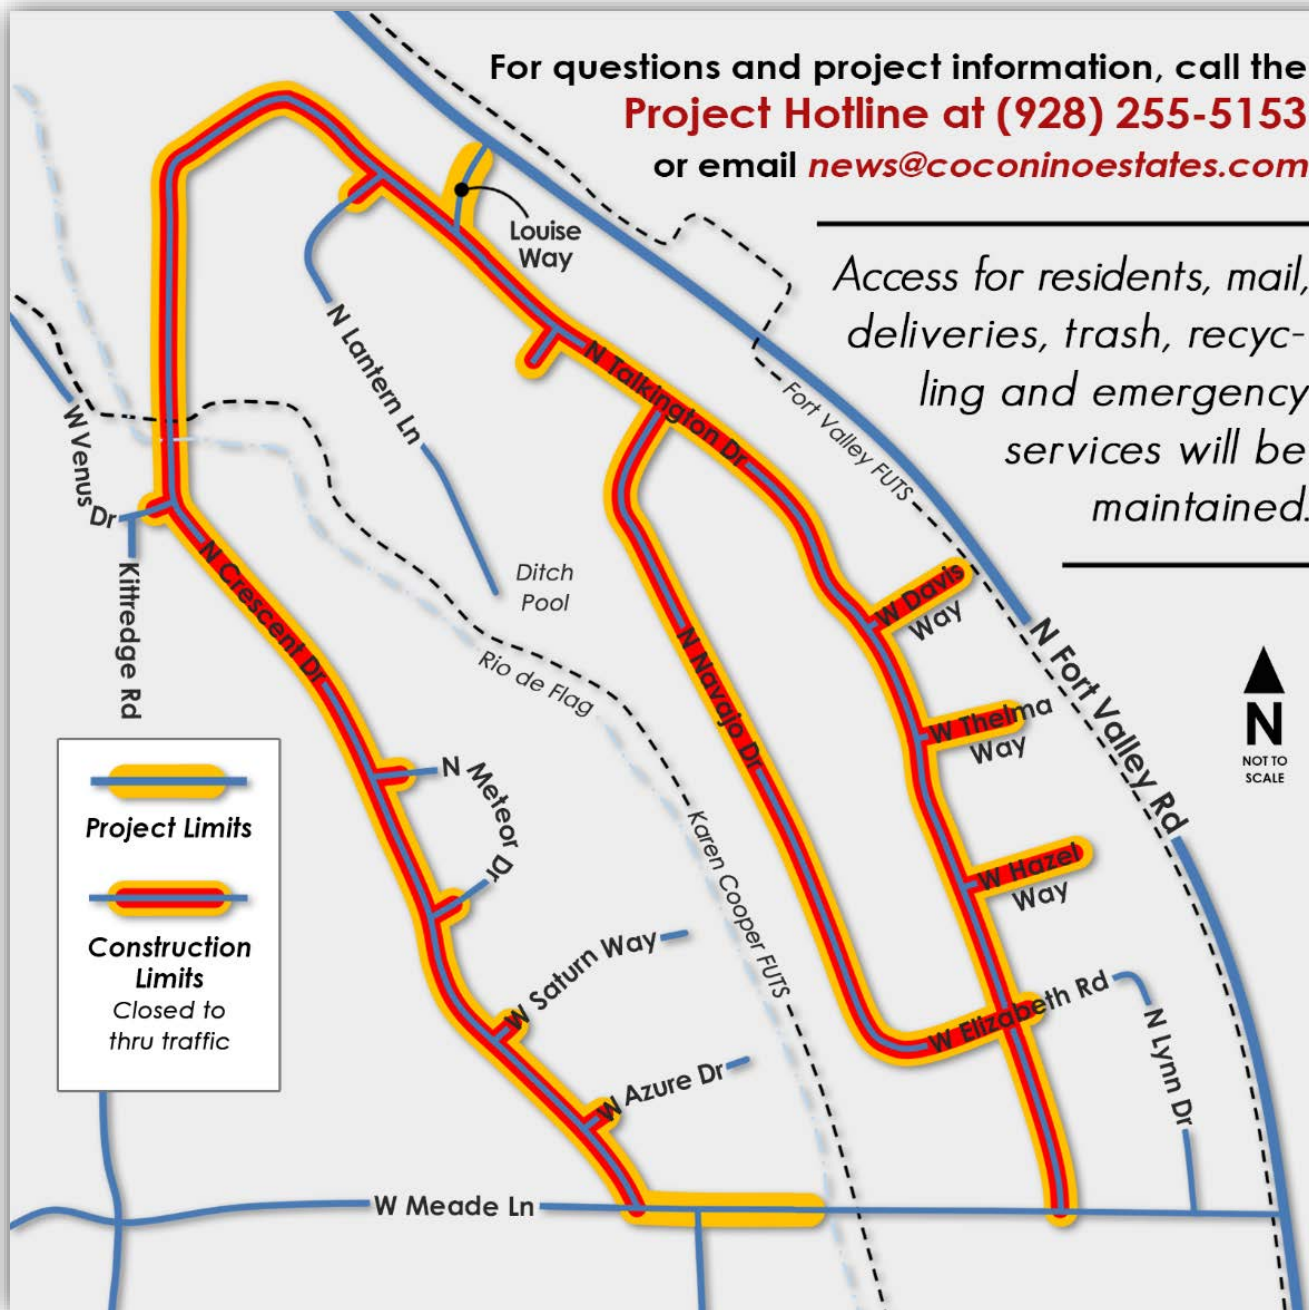 For questions and project information, call the
Project Hotline at (928) 255-5153
or email news@coconinoestates.com
Access for residents, mail,
deliveries, trash, recyc-
ling and emergency
services will be
maintained.
Louise
Way
N Lantern Ln
N Talkington Dr
Fort Valley FUTS
W Venus Dr
Kittredge Rd
N Crescent Dr
Ditch
Pool
Rio de Flag
W Davis
Way
N Fort Valley Rd
N Navajo Dr
W Thelma
Way
N
NOT TO
SCALE
N Meteor Dr
Karen Cooper FUTS
W Hazel
Way
W Saturn Way
W Elizabeth Rd
N Lynn Dr
W Azure Dr
W Meade Ln
Project Limits
Construction
Limits
Closed to
thru traffic